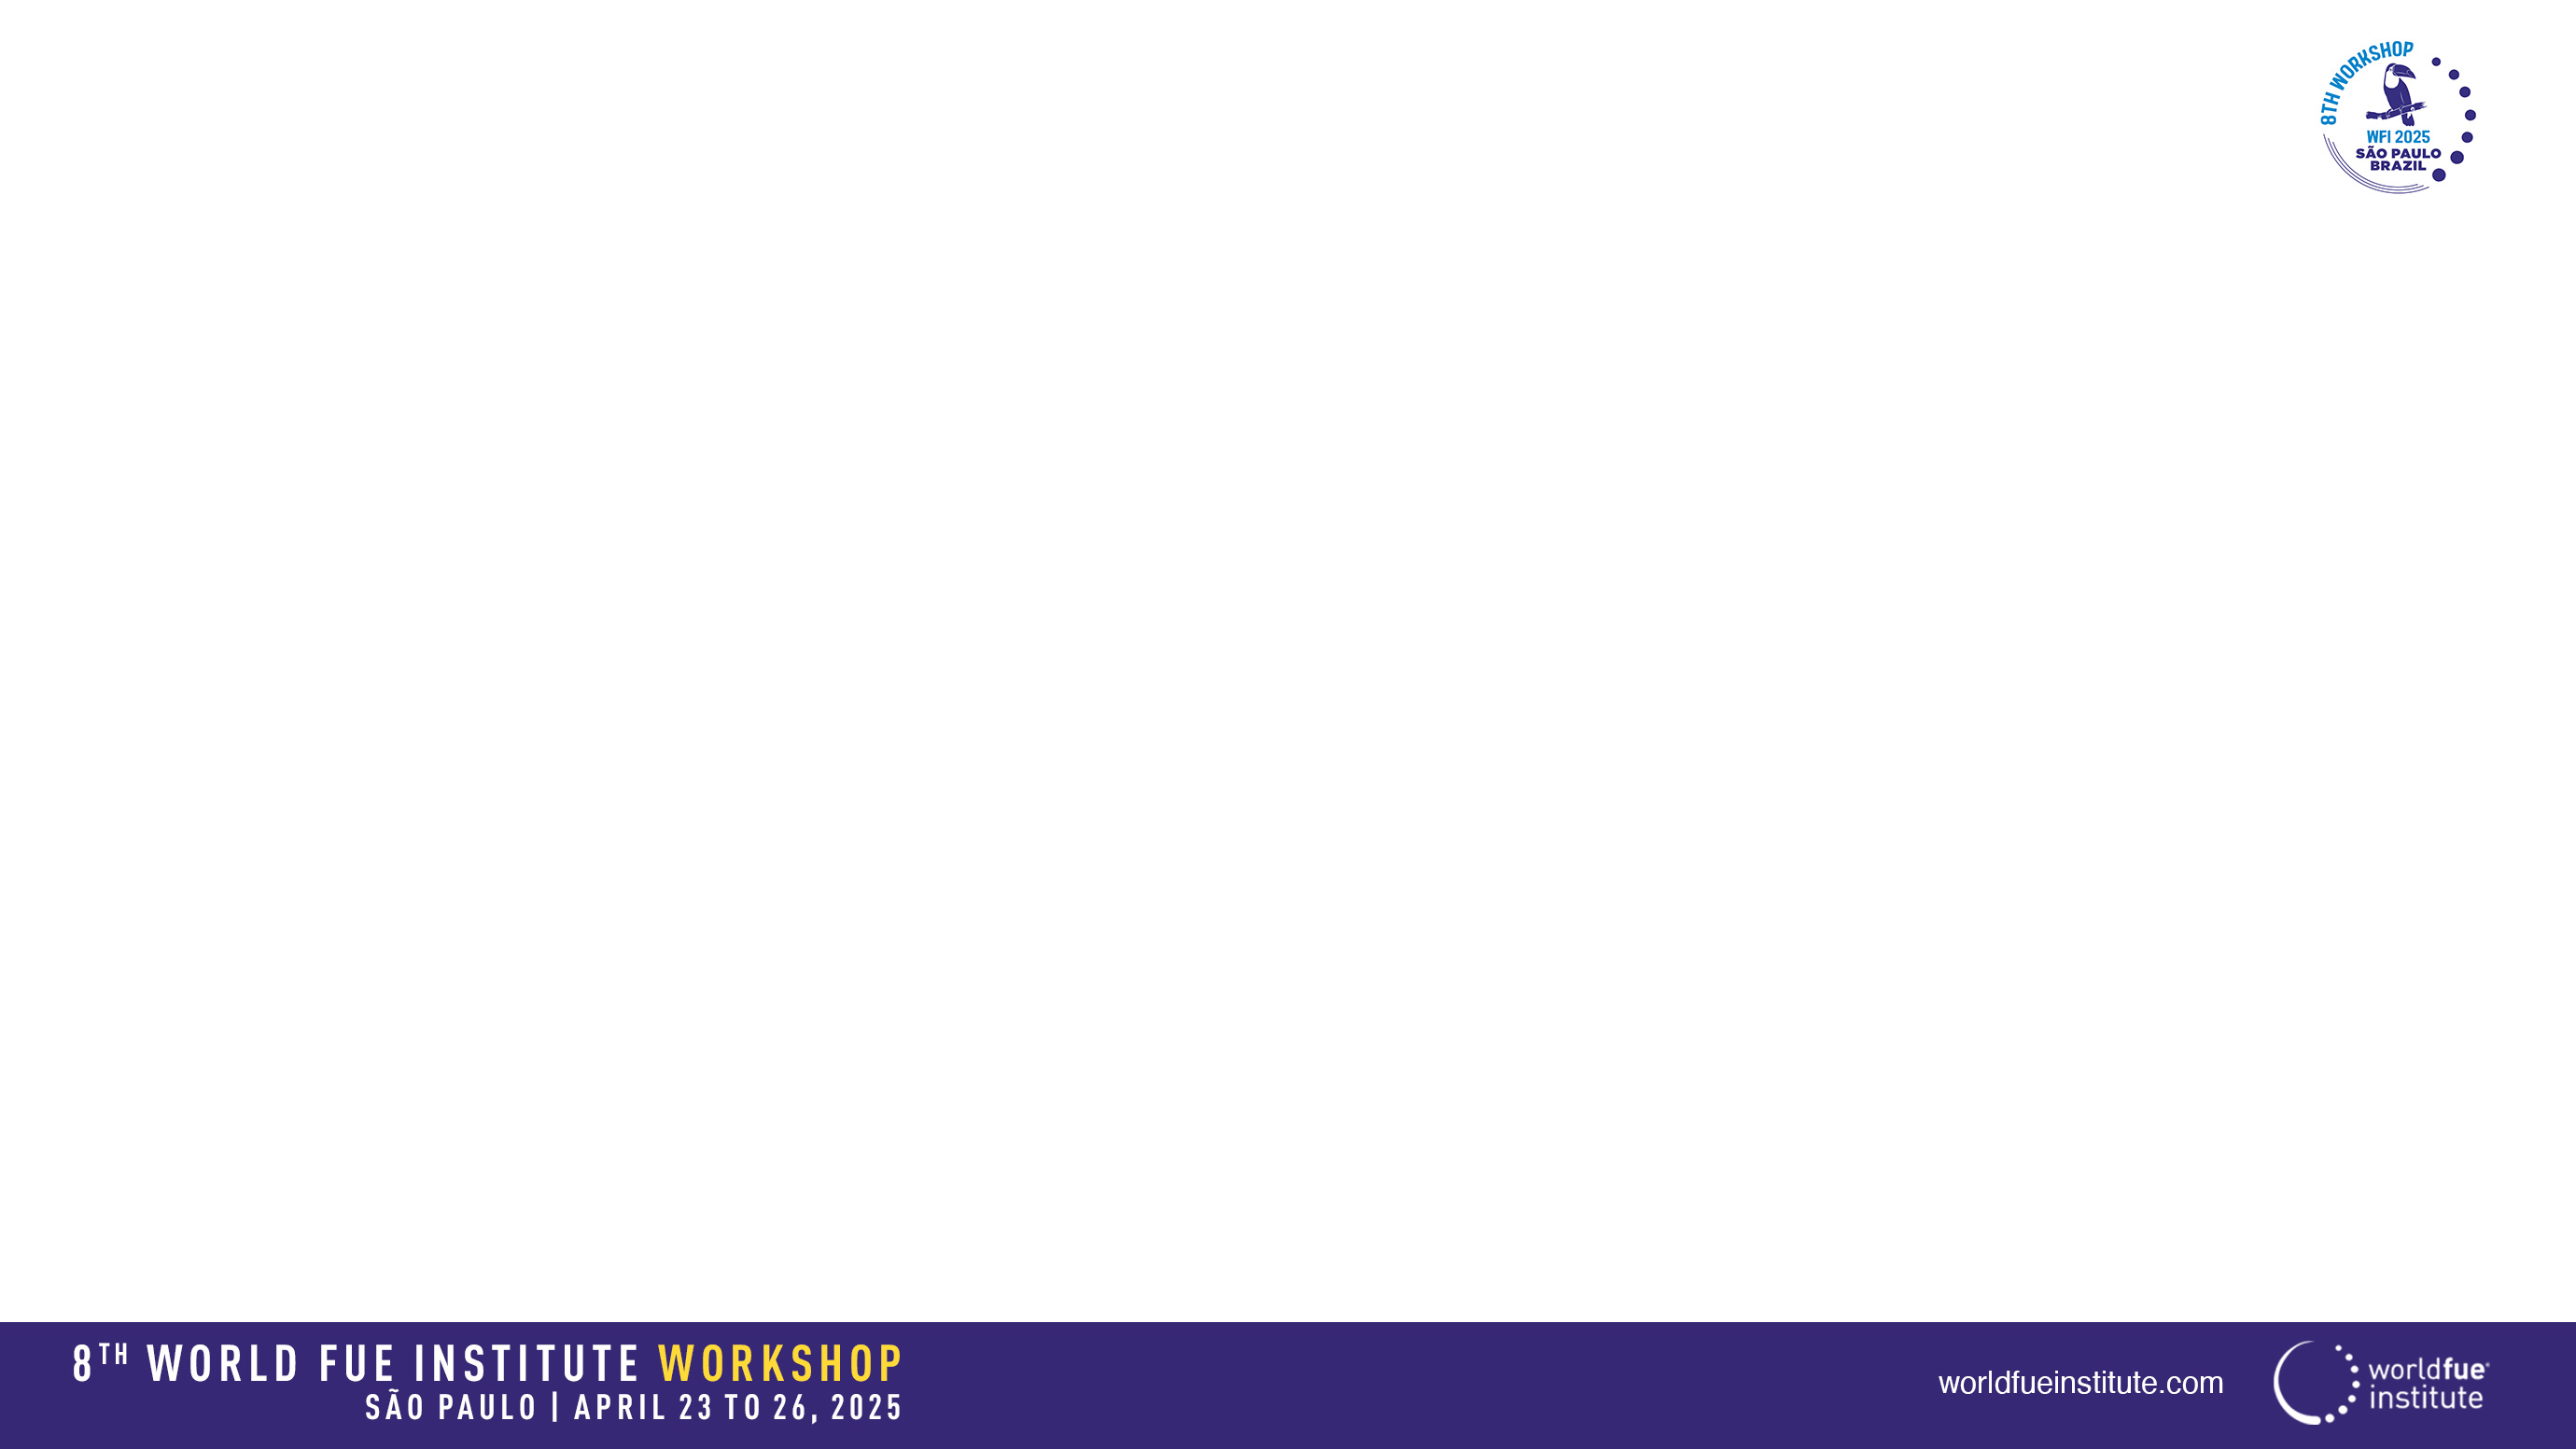 8TH WORKSHOP
WFI 2025
SÃO PAULO
BRAZIL
8TH WORLD FUE INSTITUTE WORKSHOP
SÃO PAULO | APRIL 23 TO 26, 2025
worldfueinstitute.com
worldfue
institute